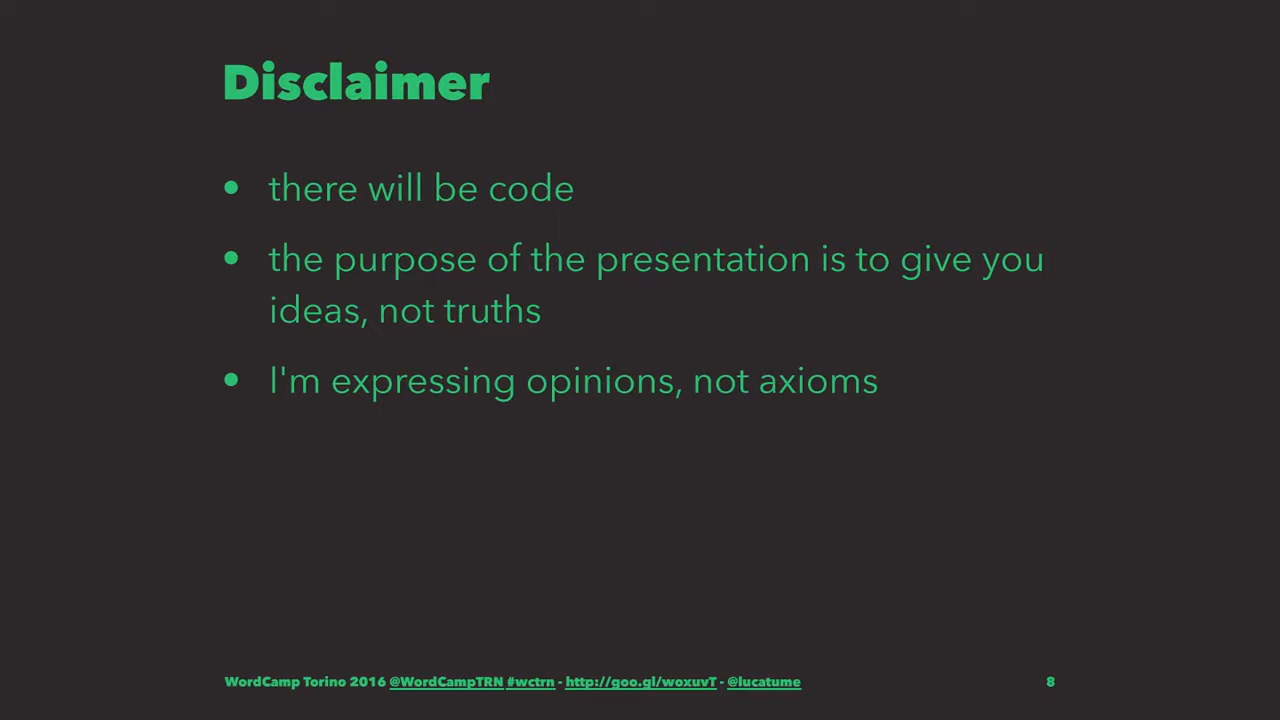 Disclaimer
• there will be code
• the purpose of the presentation is to give you
ideas, not truths
• I'm expressing opinions, not axioms
WordCamp Torino 2016 @WordCampTRN #wctrn - http://goo.gl/woxuvT - @lucatume 8